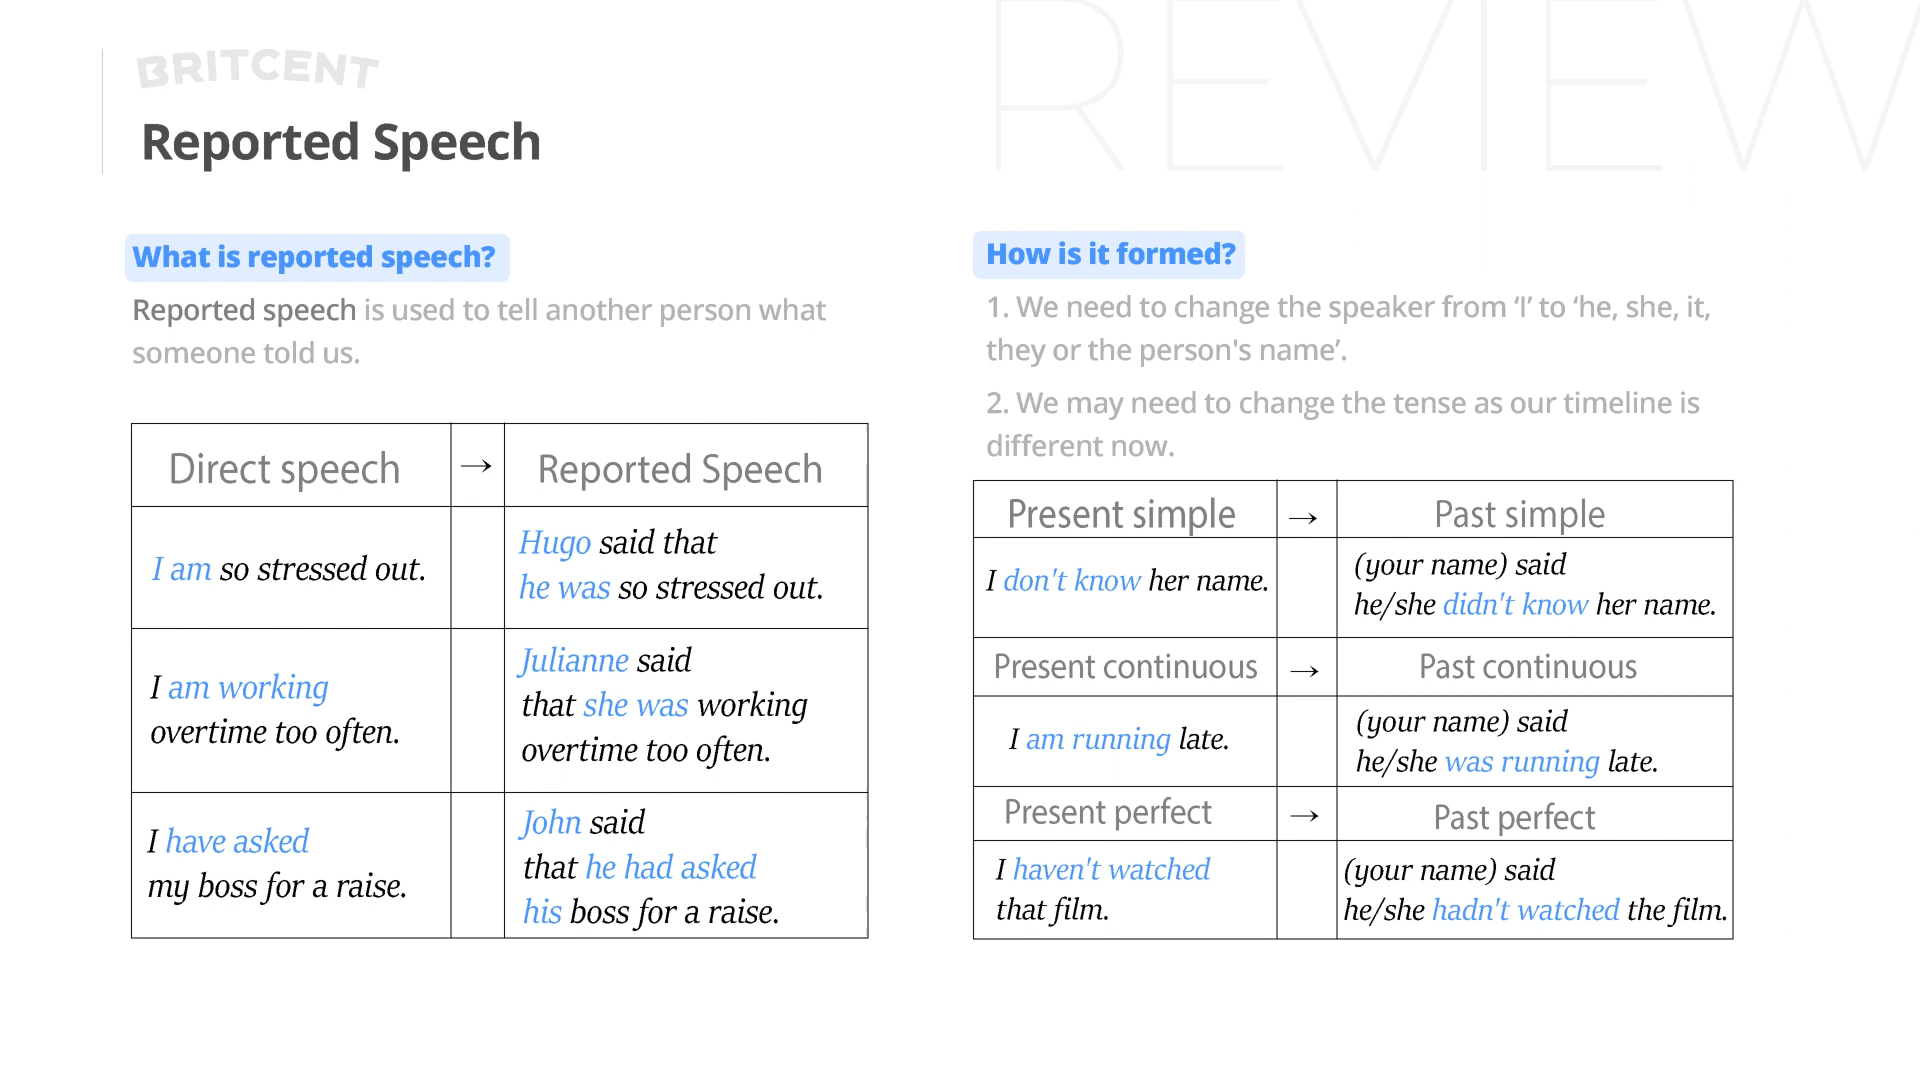 BRITCENT
REVIEW
Reported Speech
What is reported speech?
Reported speech is used to tell another person what
someone told us.
Direct speech → Reported Speech
I am so stressed out.
Hugo said that
he was so stressed out.
I am working
overtime too often.
Julianne said
that she was working
overtime too often.
I have asked
my boss for a raise.
John said
that he had asked
his boss for a raise.
How is it formed?
1. We need to change the speaker from ‘I’ to ‘he, she, it,
they or the person's name’.
2. We may need to change the tense as our timeline is
different now.
Present simple → Past simple
I don't know her name.
(your name) said
he/she didn't know her name.
Present continuous → Past continuous
I am running late.
(your name) said
he/she was running late.
Present perfect → Past perfect
I haven't watched
that film.
(your name) said
he/she hadn't watched the film.